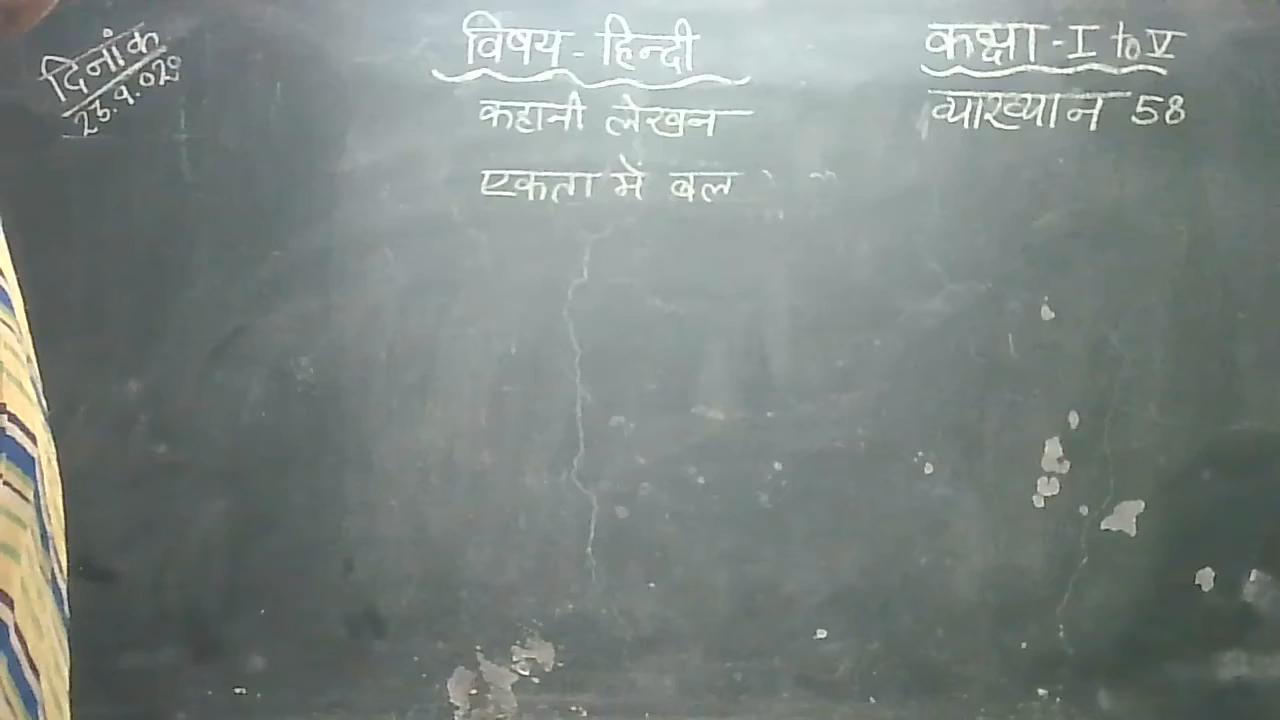 दिनांक
23.9.020
विषय - हिन्दी
कहानी लेखन
एकता में बल
कक्षा - I to V
व्याख्यान 58